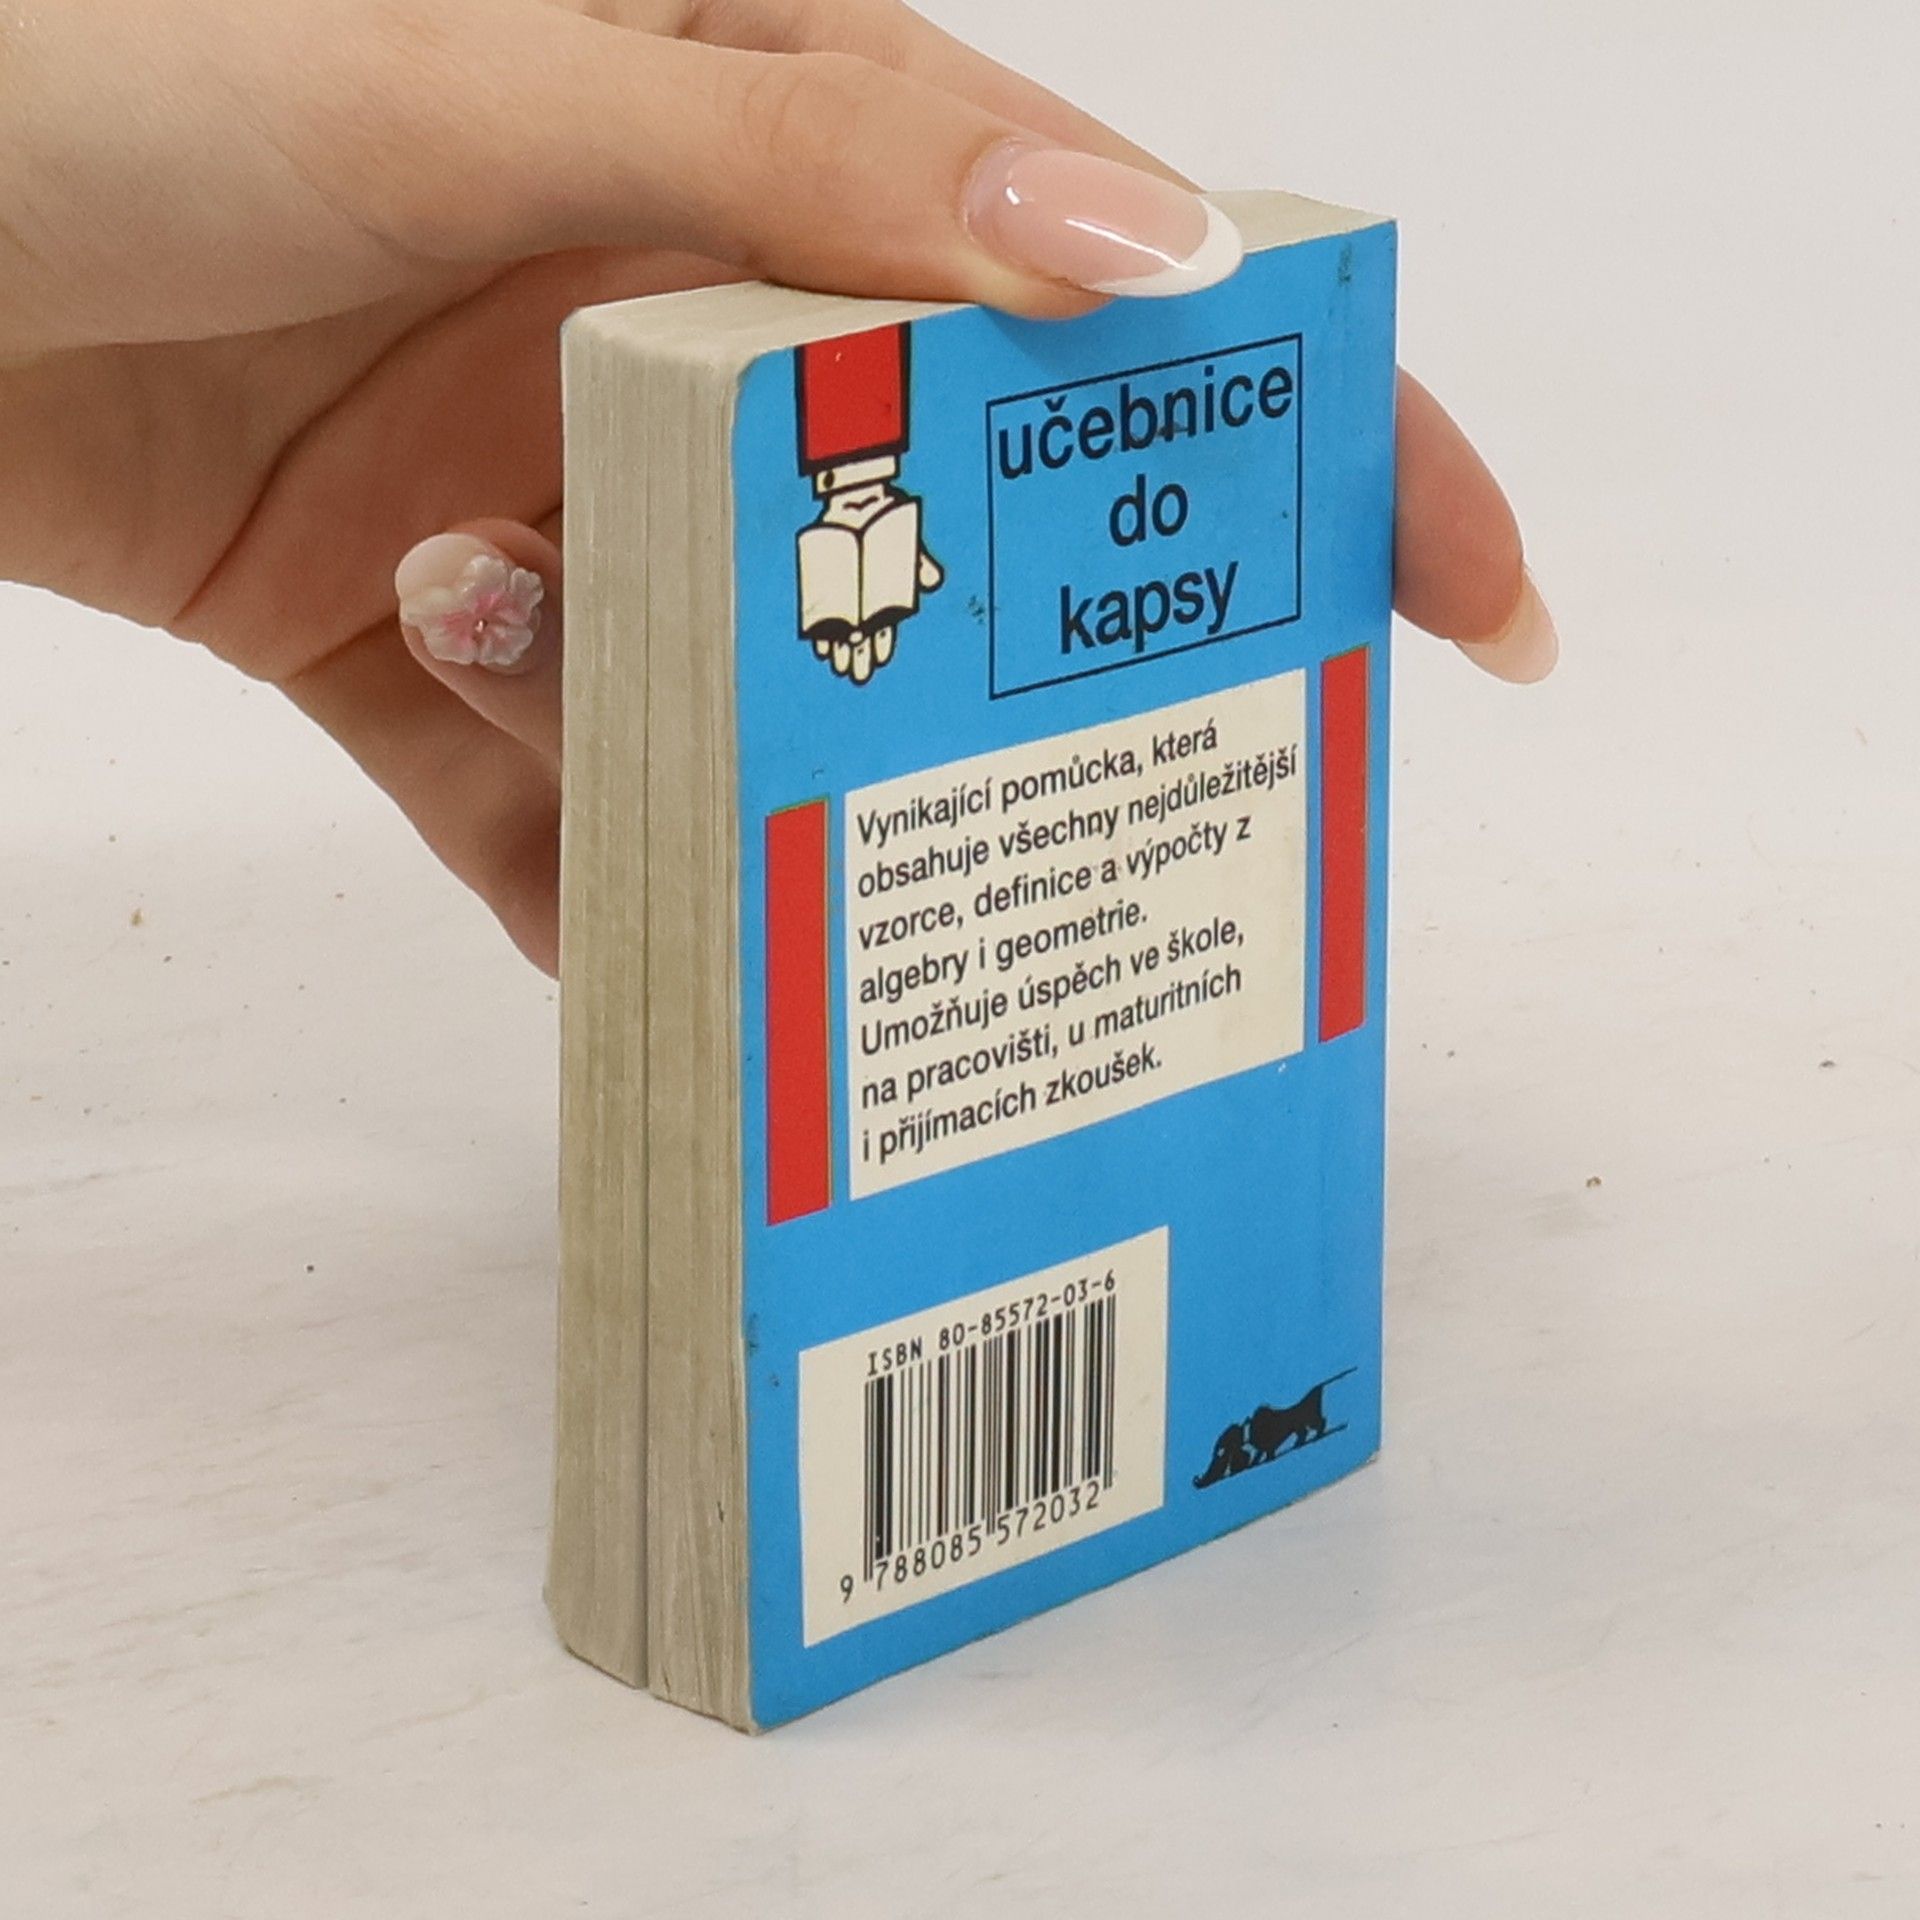 učebnice
do
kapsy
Vynikající pomůcka, která
obsahuje všechny nejdůležitější
vzorce, definice a výpočty z
algebry i geometrie.
Umožňuje úspěch ve škole,
na pracovišti, u maturitních
i přijímacích zkoušek.
ISBN 80-85572-03-6
9 788085 572032